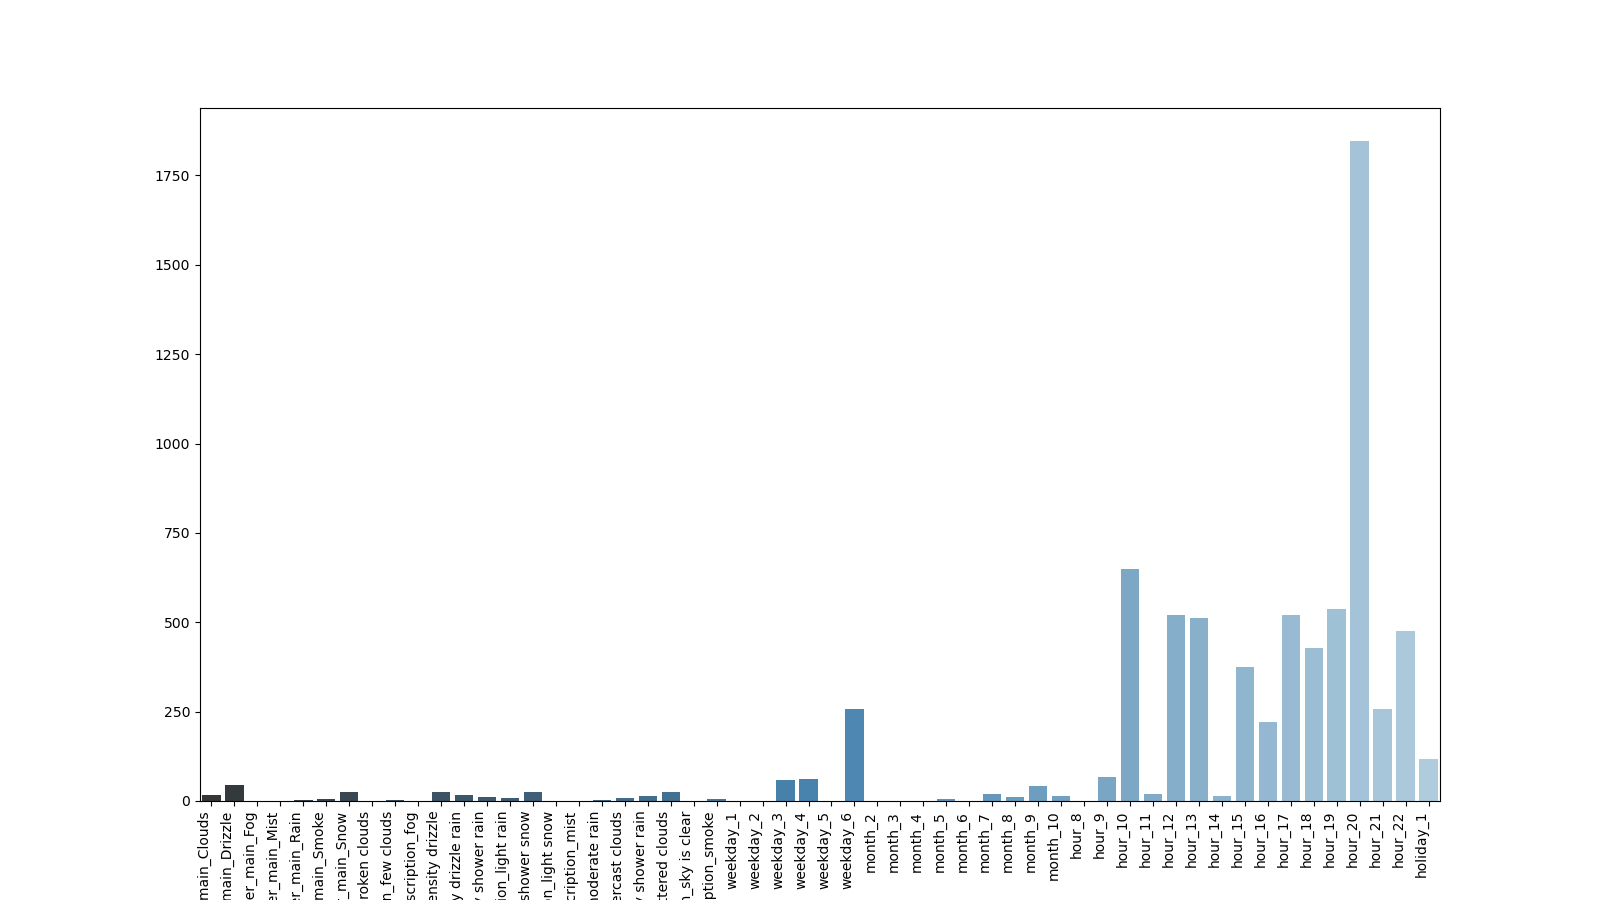 1750
1500
1250
1000
750
500
250
0
main_Clouds
main_Drizzle
er_main_Fog
er_main_Mist
er_main_Rain
main_Smoke
_main_Snow
roken clouds
n_few clouds
scription_fog
ensity drizzle
y drizzle rain
shower rain
ion_light rain
shower snow
n_light snow
cription_mist
moderate rain
ercast clouds
shower rain
ttered clouds
n_sky is clear
ption_smoke
weekday_1
weekday_2
weekday_3
weekday_4
weekday_5
weekday_6
month_2
month_3
month_4
month_5
month_6
month_7
month_8
month_9
month_10
hour_8
hour_9
hour_10
hour_11
hour_12
hour_13
hour_14
hour_15
hour_16
hour_17
hour_18
hour_19
hour_20
hour_21
hour_22
holiday_1